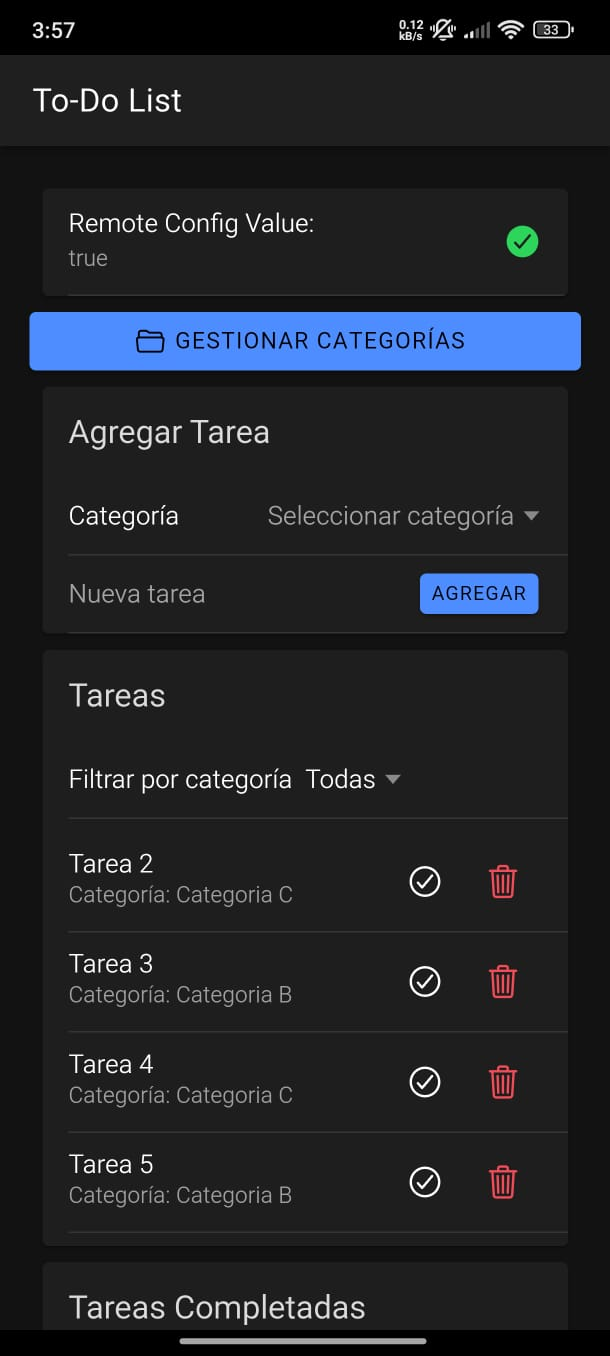 3:57
0.12
kB/s
33
To-Do List
Remote Config Value:
true
GESTIONAR CATEGORÍAS
Agregar Tarea
Categoría Seleccionar categoría
Nueva tarea AGREGAR
Tareas
Filtrar por categoría Todas
Tarea 2
Categoría: Categoria C
Tarea 3
Categoría: Categoria B
Tarea 4
Categoría: Categoria C
Tarea 5
Categoría: Categoria B
Tareas Completadas